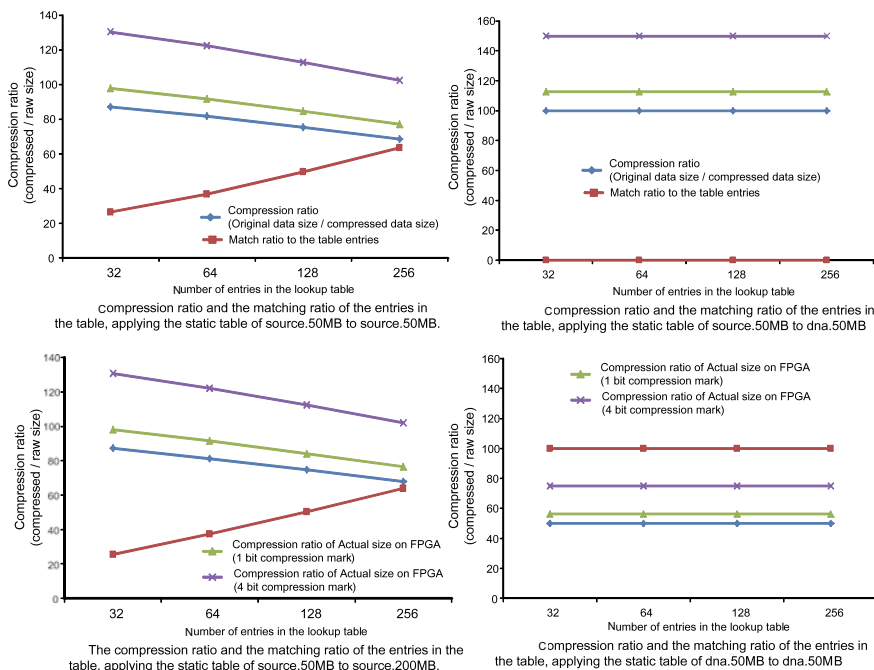 140
120
100
80
60
40
20
0
Compression ratio
(compressed / raw size)
Compression ratio
(Original data size / compressed data size)
Match ratio to the table entries
32 64 128 256
Number of entries in the lookup table
Compression ratio and the matching ratio of the entries in
the table, applying the static table of source.50MB to source.50MB.
160
140
120
100
80
60
40
20
0
Compression ratio
(compressed / raw size)
Compression ratio
(Original data size / compressed data size)
Match ratio to the table entries
32 64 128 256
Number of entries in the lookup table
Compression ratio and the matching ratio of the entries in
the table, applying the static table of source.50MB to dna.50MB
140
120
100
80
60
40
20
0
Compression ratio
(compressed / raw size)
Compression ratio of Actual size on FPGA
(1 bit compression mark)
Compression ratio of Actual size on FPGA
(4 bit compression mark)
32 64 128 256
Number of entries in the lookup table
The compression ratio and the matching ratio of the entries in the
table, applying the static table of source.50MB to source.200MB.
160
140
120
100
80
60
40
20
0
Compression ratio
(compressed / raw size)
Compression ratio of Actual size on FPGA
(1 bit compression mark)
Compression ratio of Actual size on FPGA
(4 bit compression mark)
32 64 128 256
Number of entries in the lookup table
Compression ratio and the matching ratio of the entries in
the table, applying the static table of dna.50MB to dna.50MB